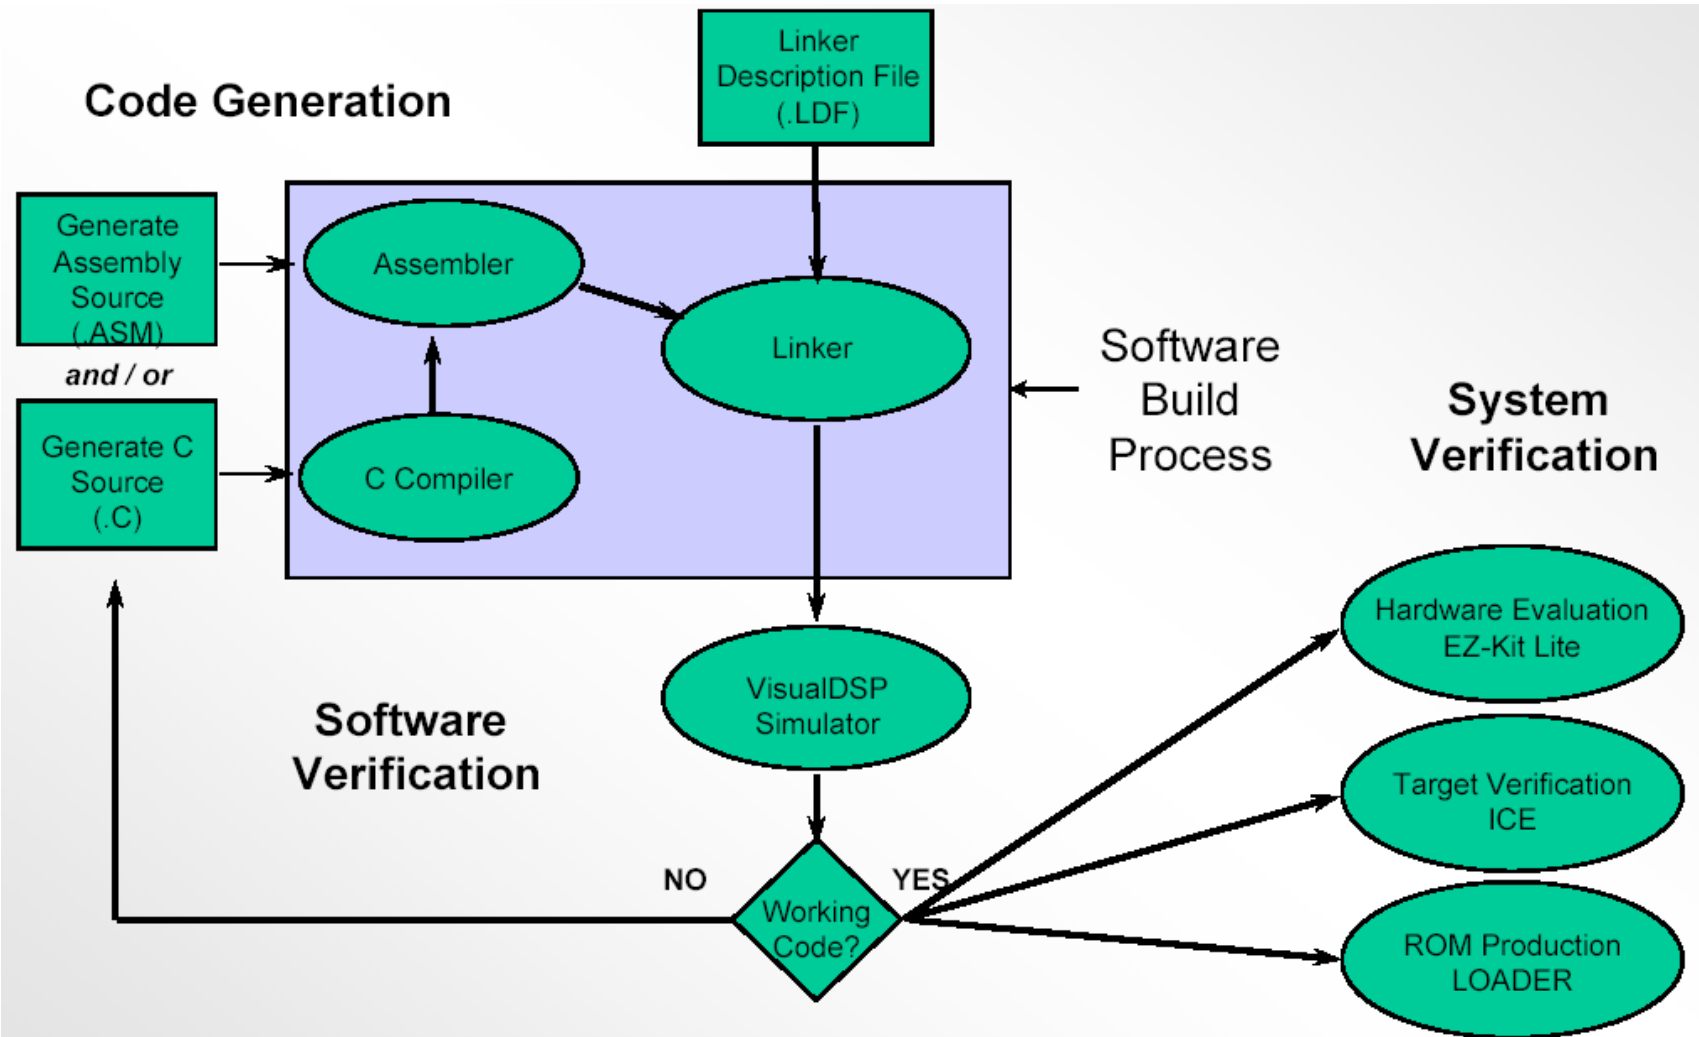 Linker
Description File
(.LDF)
Code Generation
Generate
Assembly
Source
(.ASM)
Assembler
Linker
and / or
Generate C
Source
(.C)
C Compiler
Software
Build
Process
System
Verification
Hardware Evaluation
EZ-Kit Lite
VisualDSP
Simulator
Software
Verification
Target Verification
ICE
NO
YES
Working
Code?
ROM Production
LOADER